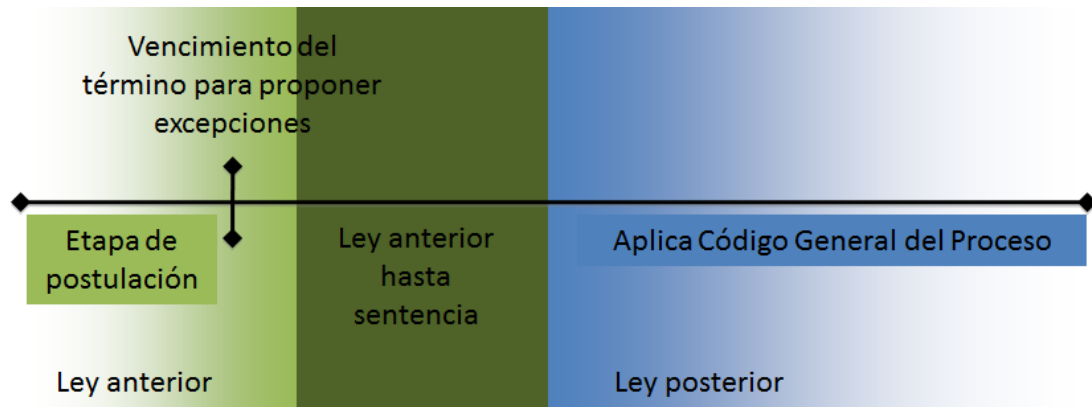 Vencimiento del
término para proponer
excepciones
Etapa de
postulación
Ley anterior
hasta
sentencia
Aplica Código General del Proceso
Ley anterior
Ley posterior